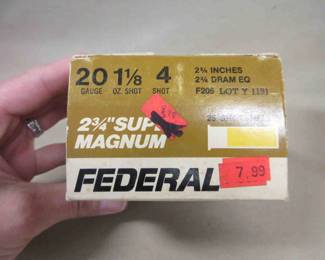 20 1⅛ 4
GAUGE OZ. SHOT SHOT
2¾ INCHES
2¾ DRAM EQ
F206 LOT Y 1191
2¾" SUPER
MAGNUM
25
FEDERAL
7.99